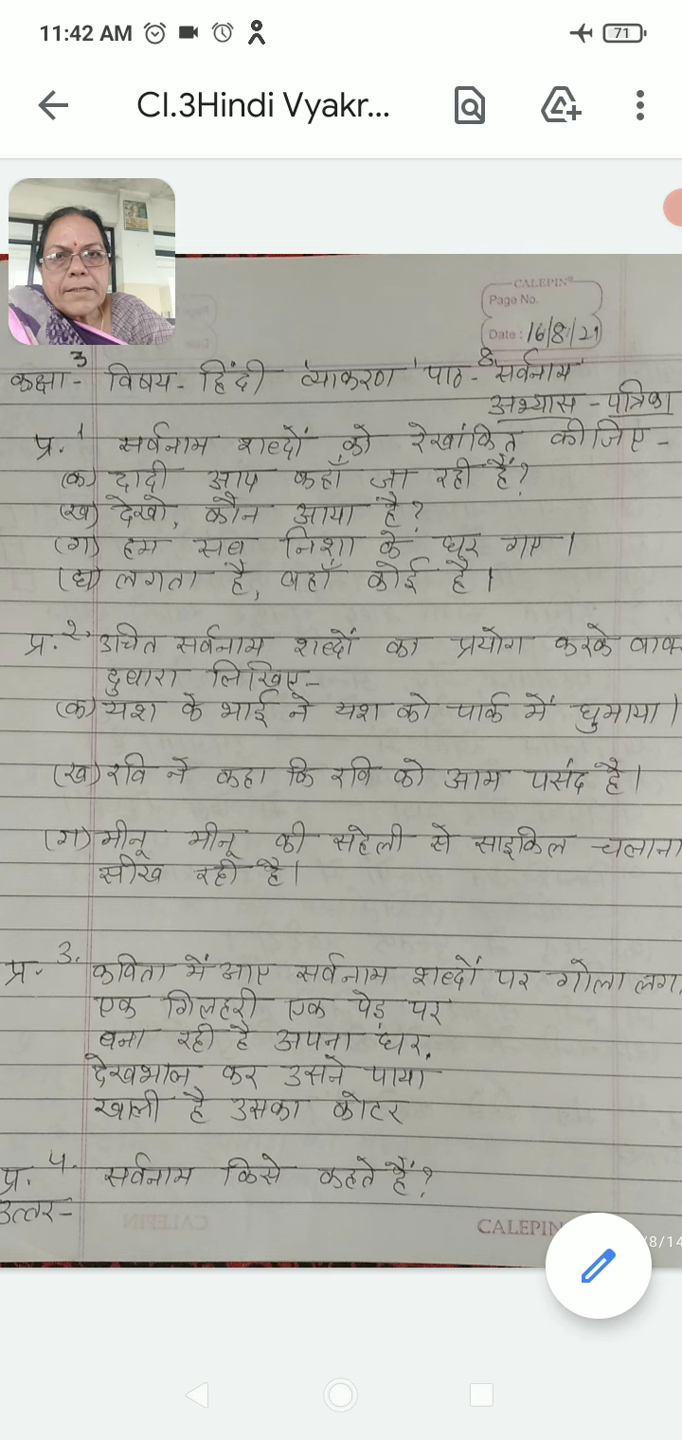 11:42 AM 71
Cl.3Hindi Vyakr...
CALEPIN
Page No.
Date: 16/8/21
कक्षा-3 विषय- हिंदी व्याकरण पाठ-8 सर्वनाम
अभ्यास - पत्रिका
प्र.1 सर्वनाम शब्दों को रेखांकित कीजिए-
(क) दादी आप कहाँ जा रही हैं?
(ख) देखो, कौन आया है?
(ग) हम सब निशा के घर गए।
(घ) लगता है, वहाँ कोई है।
प्र.2. उचित सर्वनाम शब्दों का प्रयोग करके वाक्
दुबारा लिखिए-
(क) यश के भाई ने यश को पार्क में घुमाया।
(ख) रवि ने कहा कि रवि को आम पसंद है।
(ग) मीनू मीनू की सहेली से साइकिल चलाना
सीख रही है।
प्र.3. कविता में आए सर्वनाम शब्दों पर गोला लगा
एक गिलहरी एक पेड़ पर
बना रही है अपना घर,
देखभाल कर उसने पाया
खाली है उसका कोटर
प्र.4. सर्वनाम किसे कहते हैं?
उत्तर-
CALEPIN
/8/14